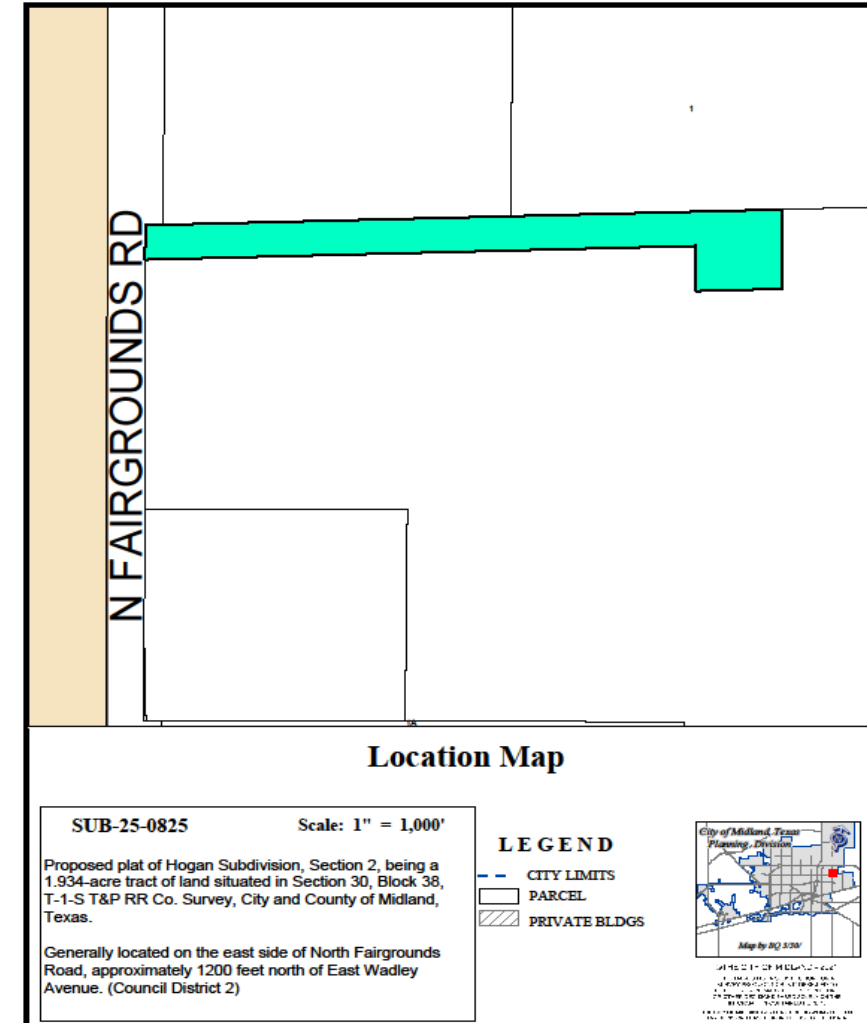 1
N FAIRGROUNDS RD
Location Map
SUB-25-0825 Scale: 1" = 1,000'
Proposed plat of Hogan Subdivision, Section 2, being a
1.934-acre tract of land situated in Section 30, Block 38,
T-1-S T&P RR Co. Survey, City and County of Midland,
Texas.
Generally located on the east side of North Fairgrounds
Road, approximately 1200 feet north of East Wadley
Avenue. (Council District 2)
LEGEND
CITY LIMITS
PARCEL
PRIVATE BLDGS
City of Midland, Texas
Planning Division
Map by